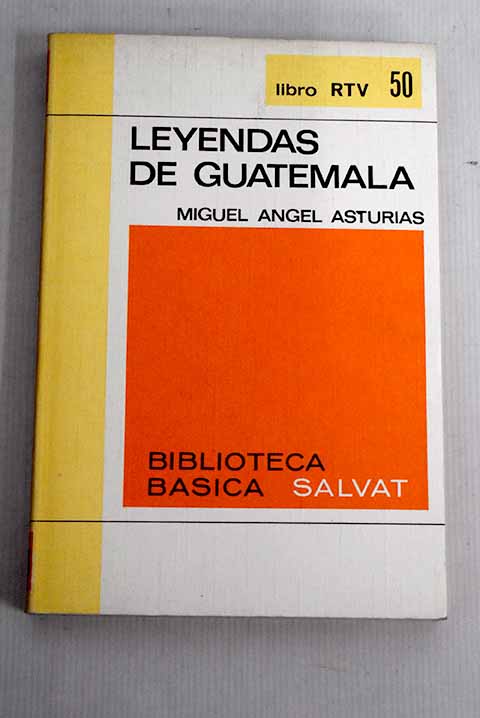 libro RTV 50
LEYENDAS
DE GUATEMALA
MIGUEL ANGEL ASTURIAS
BIBLIOTECA
BASICA SALVAT